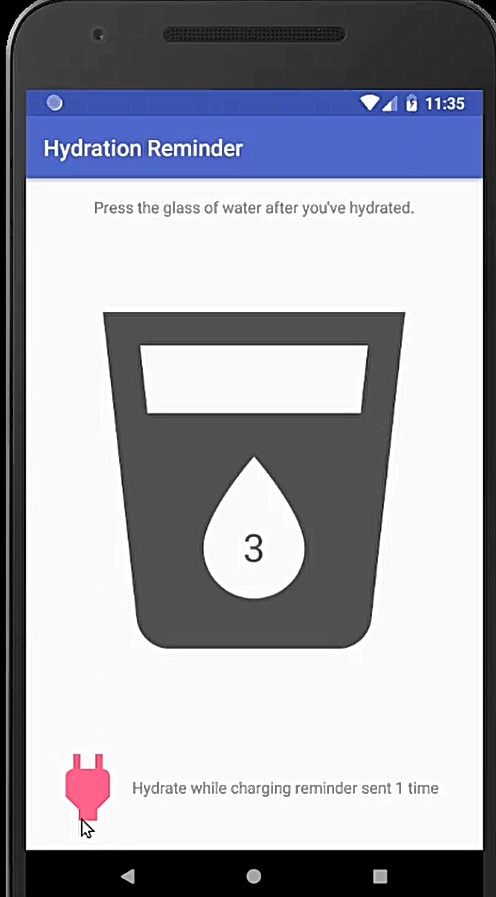 11:35
Hydration Reminder
Press the glass of water after you've hydrated.
3
Hydrate while charging reminder sent 1 time